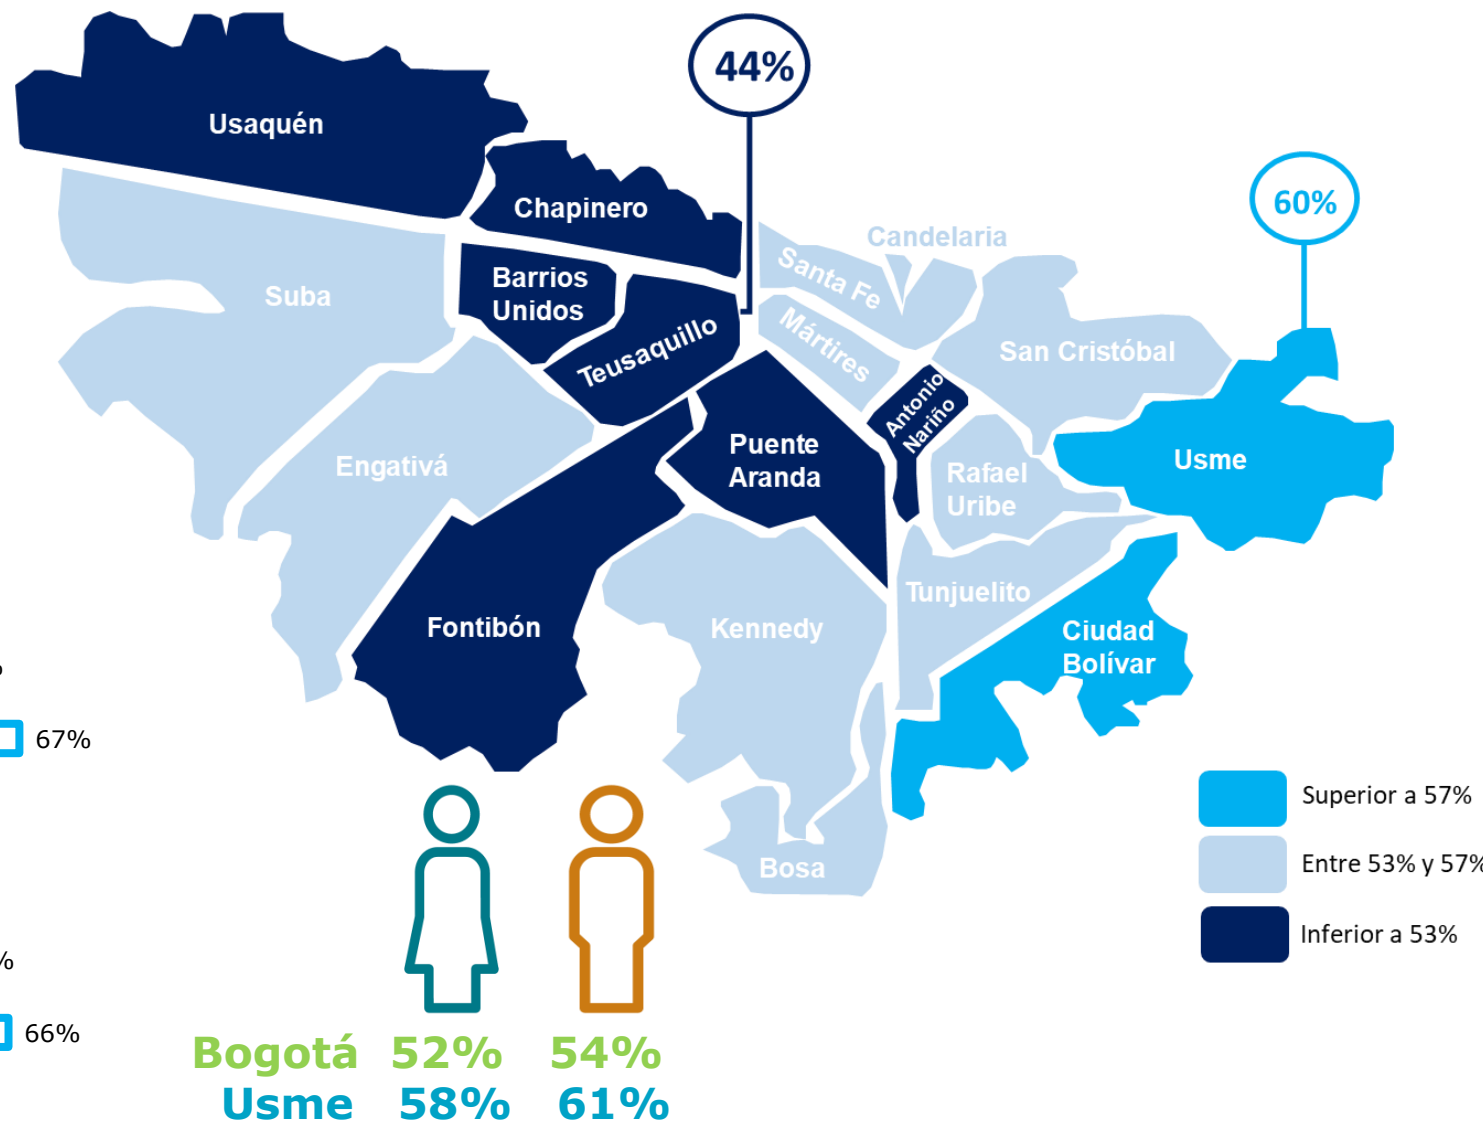 44%
Usaquén
60%
Chapinero
Candelaria
Santa Fe
Barrios
Unidos
Suba
Teusaquillo
Mártires
San Cristóbal
Antonio
Nariño
Puente
Aranda
Engativá
Usme
Rafael
Uribe
Tunjuelito
Fontibón
Kennedy
Ciudad
Bolívar
67%
Superior a 57%
Bosa
Entre 53% y 57%
Inferior a 53%
%
66%
Bogotá 52% 54%
Usme 58% 61%